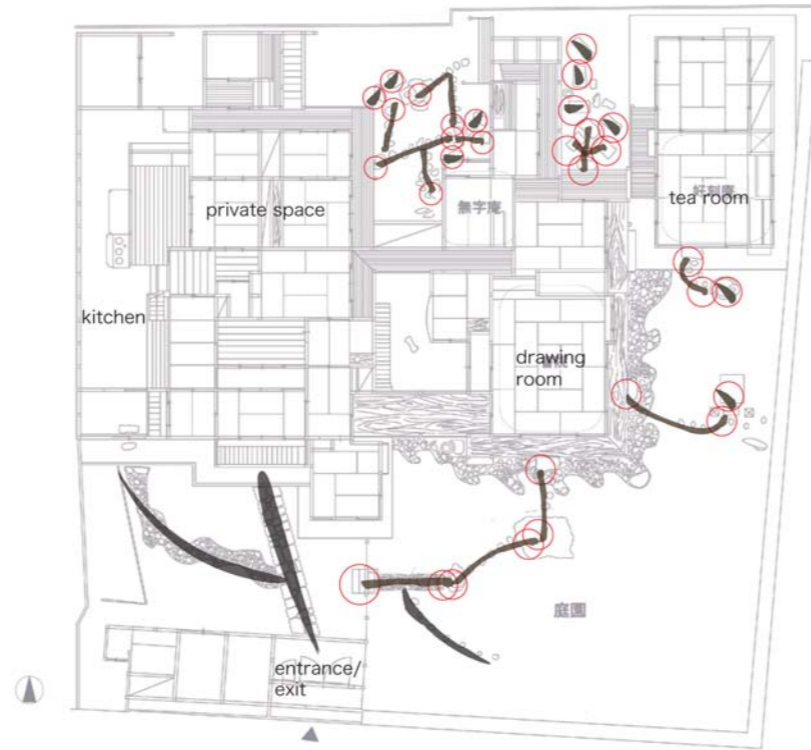 private space
無字庵
tea room
kitchen
drawing
room
庭園
entrance/
exit